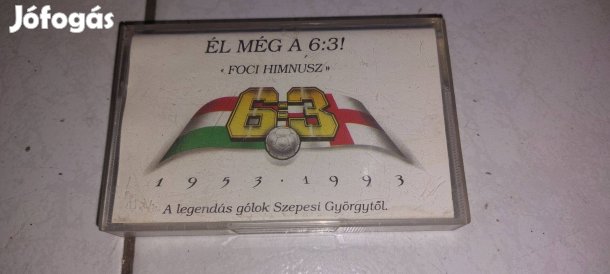 Jófogás
ÉL MÉG A 6:3!
‹ FOCI HIMNUSZ »
6:3
1953·1993
A legendás gólok Szepesi Györgytől.